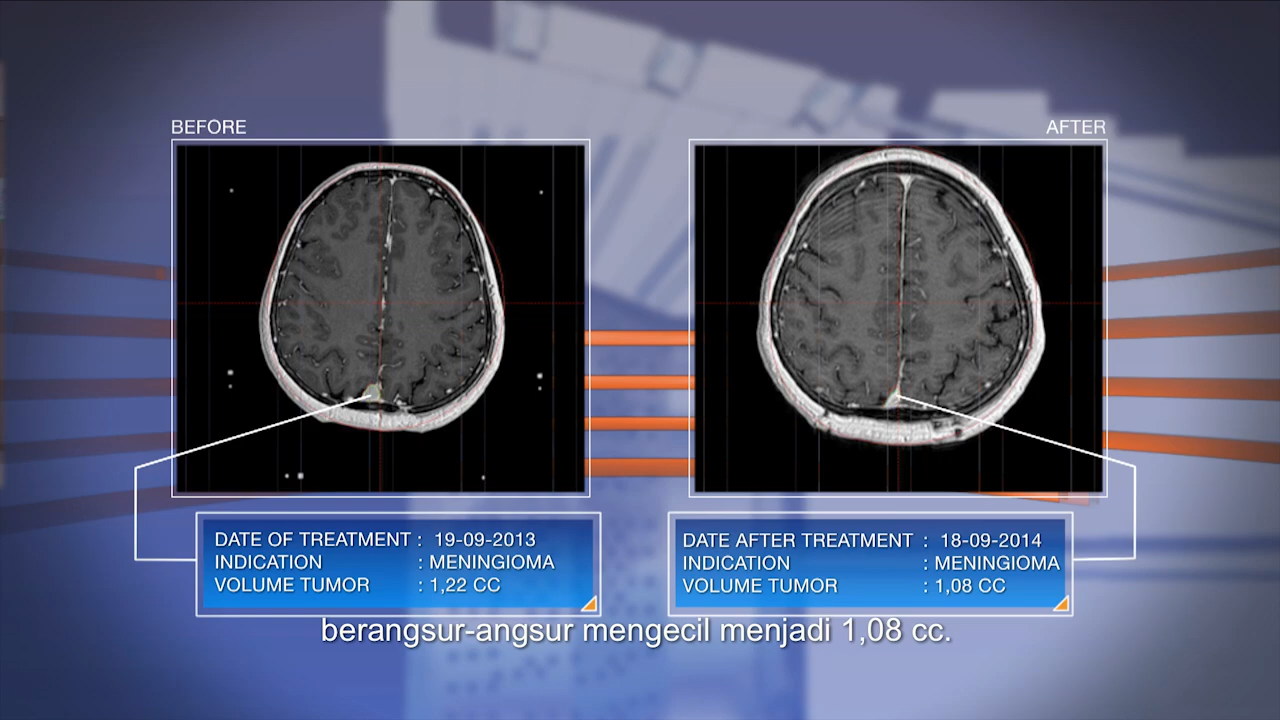 BEFORE
AFTER
DATE OF TREATMENT : 19-09-2013
INDICATION : MENINGIOMA
VOLUME TUMOR : 1,22 CC
DATE AFTER TREATMENT : 18-09-2014
INDICATION : MENINGIOMA
VOLUME TUMOR : 1,08 CC
berangsur-angsur mengecil menjadi 1,08 cc.